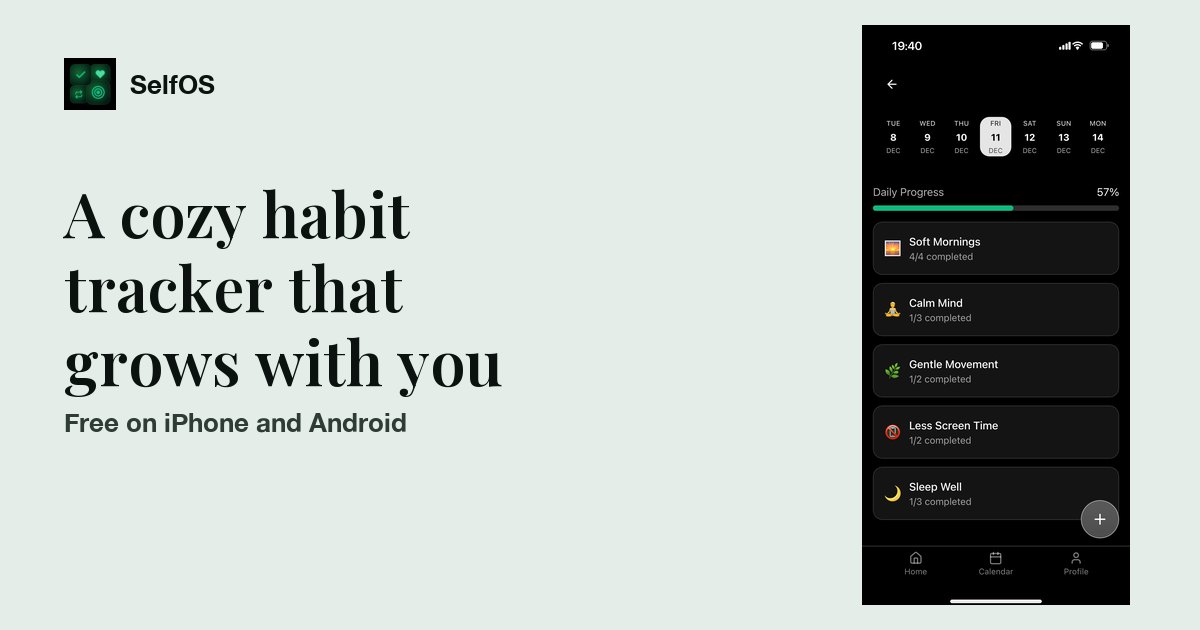 SelfOS
A cozy habit
tracker that
grows with you
Free on iPhone and Android
19:40
TUE WED THU FRI SAT SUN MON
8 9 10 11 12 13 14
DEC DEC DEC DEC DEC DEC DEC
Daily Progress 57%
Soft Mornings
4/4 completed
Calm Mind
1/3 completed
Gentle Movement
1/2 completed
Less Screen Time
1/2 completed
Sleep Well
1/3 completed
Home Calendar Profile